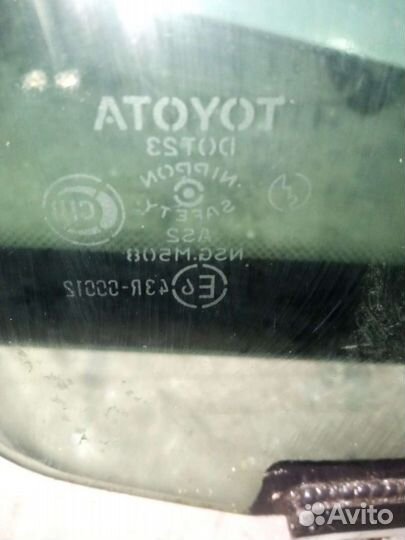 TOYOTA
DOT23
NIPPON
SAFETY
AS2
NSG.M508
E6 43R-00012
Avito